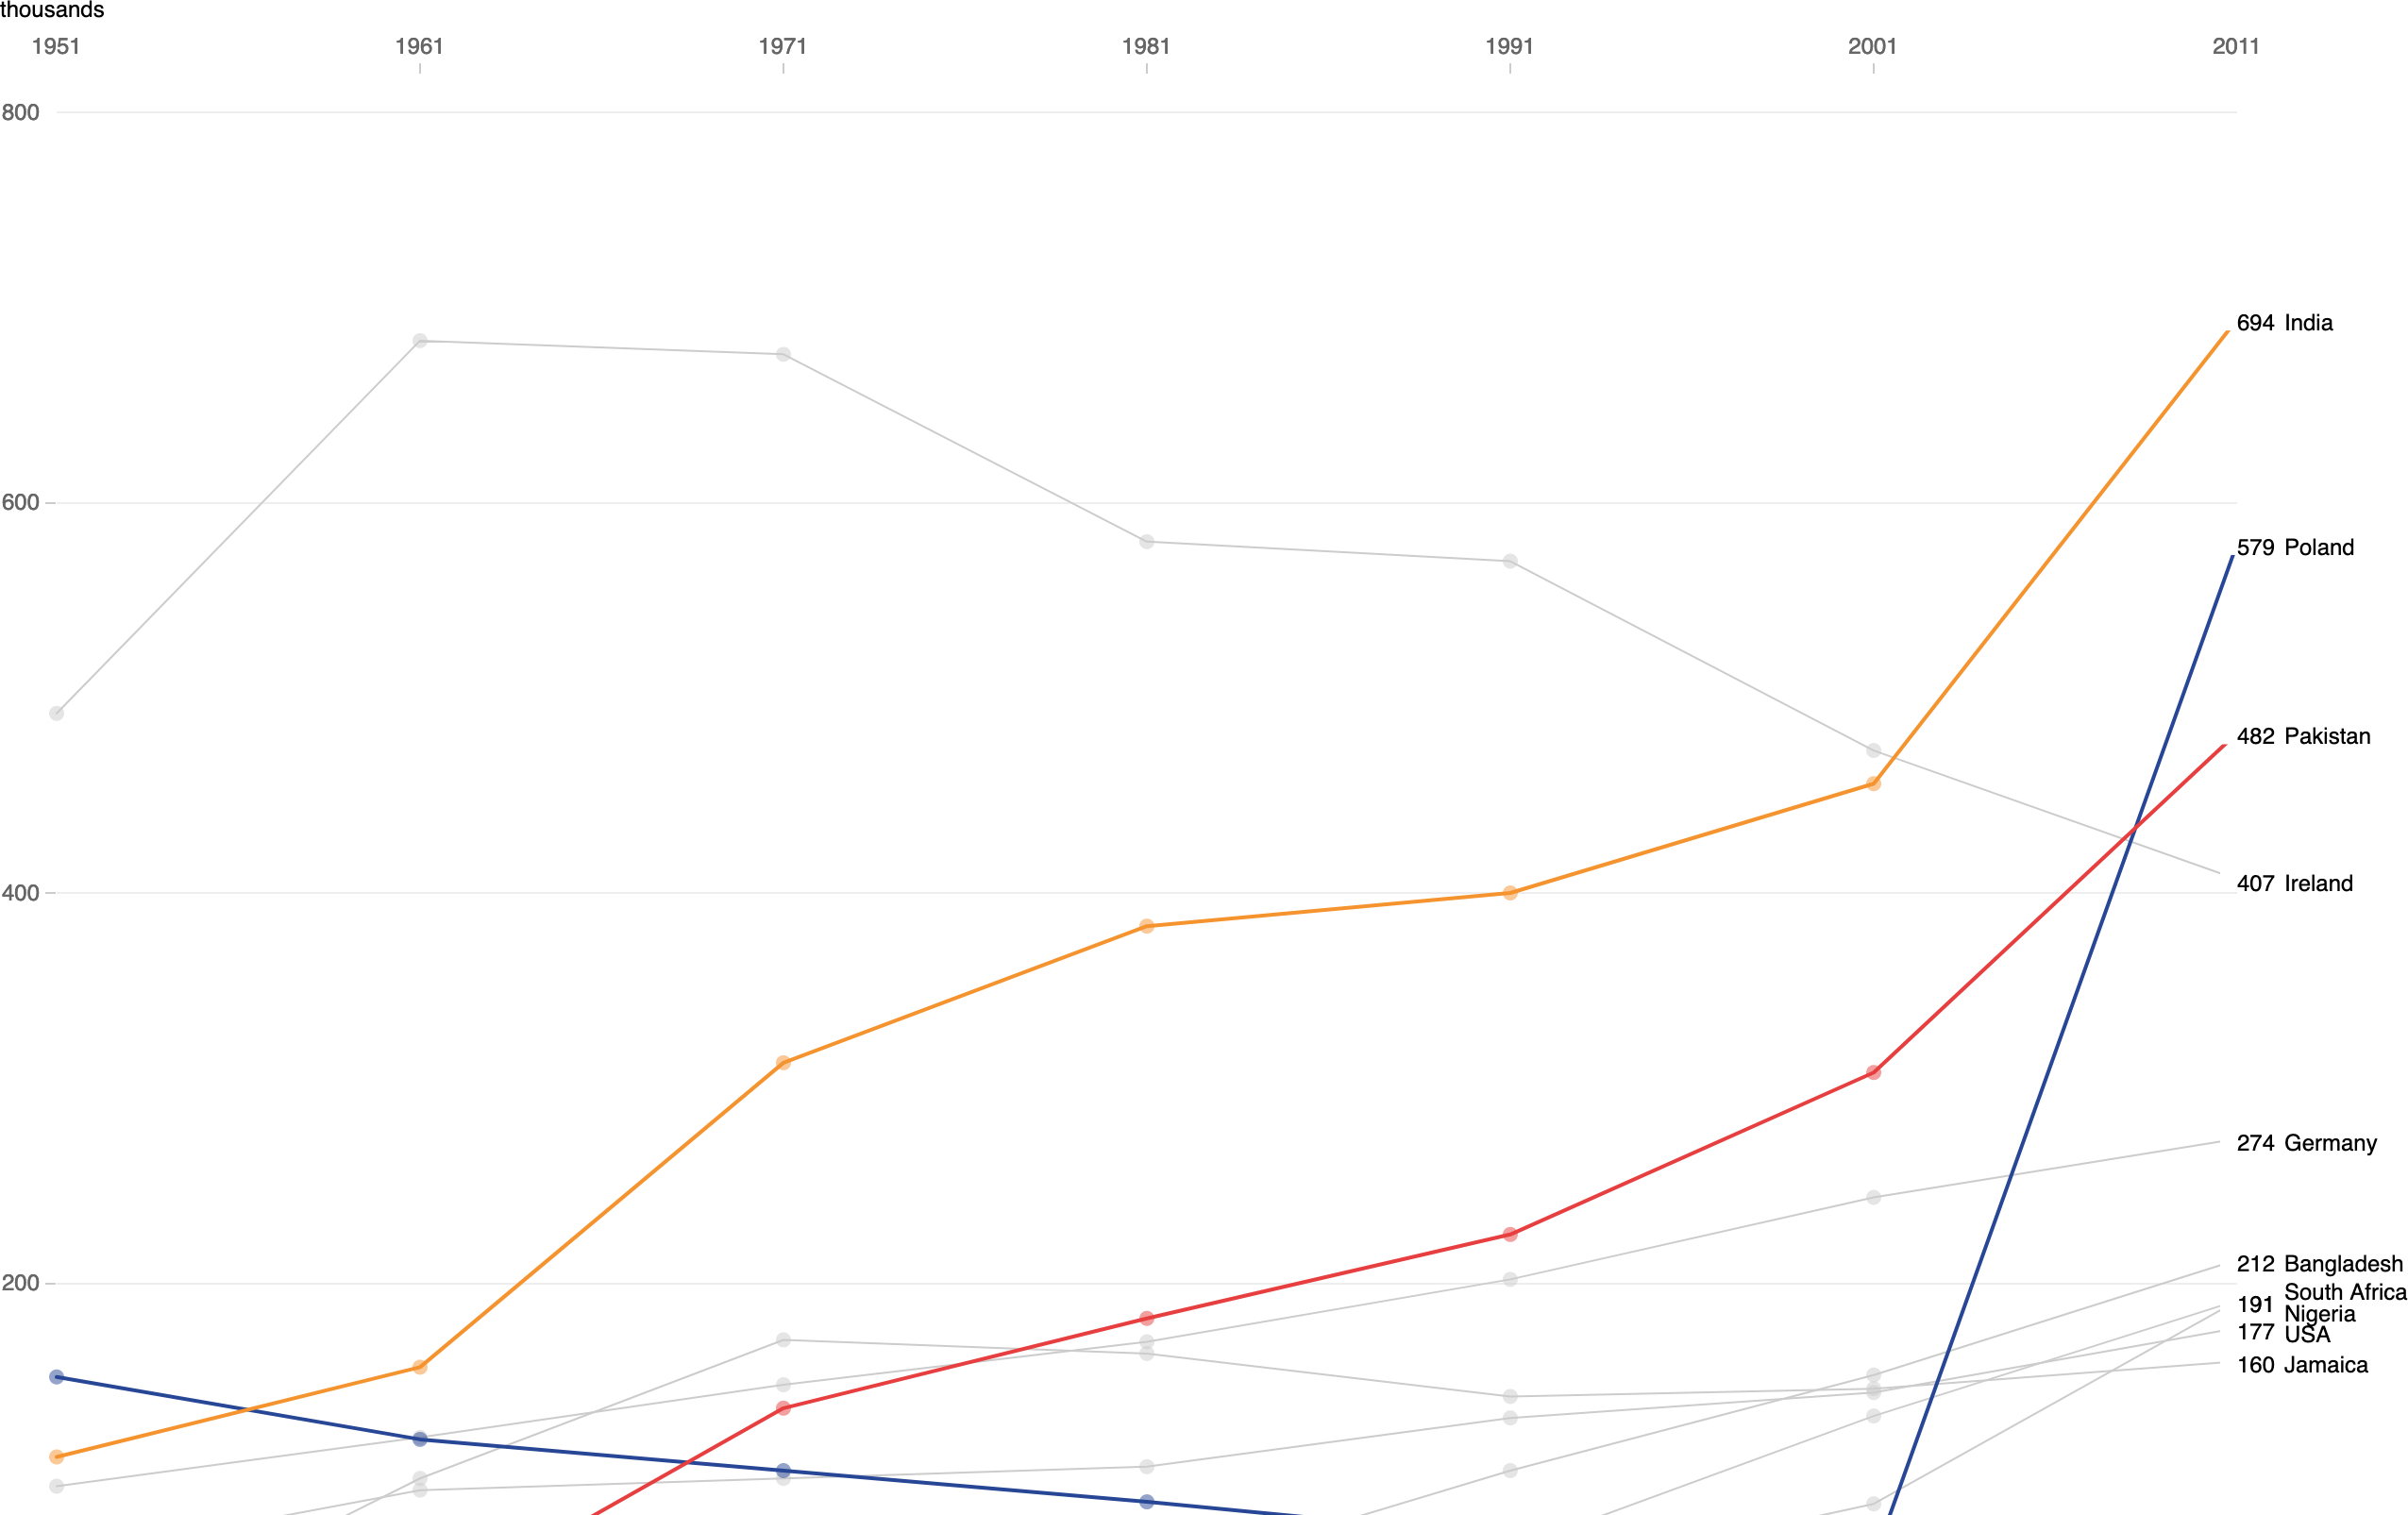 thousands
1951 1961 1971 1981 1991 2001 2011
800
694 India
600
579 Poland
482 Pakistan
400
407 Ireland
274 Germany
212 Bangladesh
200
South Africa
191
Nigeria
177 USA
160 Jamaica